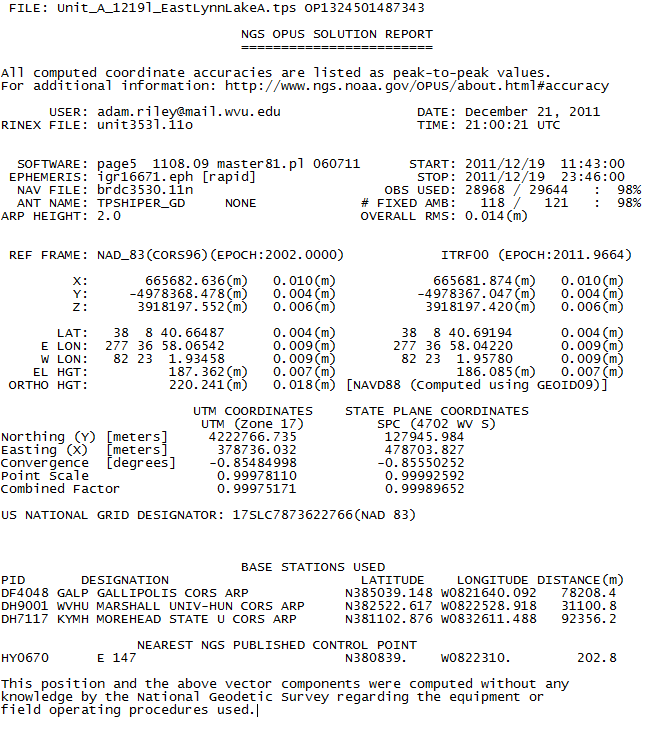 FILE: Unit_A_1219l_EastLynnLakeA.tps OP1324501487343
NGS OPUS SOLUTION REPORT
========================
All computed coordinate accuracies are listed as peak-to-peak values.
For additional information: http://www.ngs.noaa.gov/OPUS/about.html#accuracy
USER: adam.riley@mail.wvu.edu DATE: December 21, 2011
RINEX FILE: unit353l.11o TIME: 21:00:21 UTC
SOFTWARE: page5 1108.09 master81.pl 060711 START: 2011/12/19 11:43:00
EPHEMERIS: igr16671.eph [rapid] STOP: 2011/12/19 23:46:00
NAV FILE: brdc3530.11n OBS USED: 28968 / 29644 : 98%
ANT NAME: TPSHIPER_GD NONE # FIXED AMB: 118 / 121 : 98%
ARP HEIGHT: 2.0 OVERALL RMS: 0.014(m)
REF FRAME: NAD_83(CORS96)(EPOCH:2002.0000) ITRF00 (EPOCH:2011.9664)
X: 665682.636(m) 0.010(m) 665681.874(m) 0.010(m)
Y: -4978368.478(m) 0.004(m) -4978367.047(m) 0.004(m)
Z: 3918197.552(m) 0.006(m) 3918197.420(m) 0.006(m)
LAT: 38 8 40.66487 0.004(m) 38 8 40.69194 0.004(m)
E LON: 277 36 58.06542 0.009(m) 277 36 58.04220 0.009(m)
W LON: 82 23 1.93458 0.009(m) 82 23 1.95780 0.009(m)
EL HGT: 187.362(m) 0.007(m) 186.085(m) 0.007(m)
ORTHO HGT: 220.241(m) 0.018(m) [NAVD88 (Computed using GEOID09)]
UTM COORDINATES STATE PLANE COORDINATES
UTM (Zone 17) SPC (4702 WV S)
Northing (Y) [meters] 4222766.735 127945.984
Easting (X) [meters] 378736.032 478703.827
Convergence [degrees] -0.85484998 -0.85550252
Point Scale 0.99978110 0.99992592
Combined Factor 0.99975171 0.99989652
US NATIONAL GRID DESIGNATOR: 17SLC7873622766(NAD 83)
BASE STATIONS USED
PID DESIGNATION LATITUDE LONGITUDE DISTANCE(m)
DF4048 GALP GALLIPOLIS CORS ARP N385039.148 W0821640.092 78208.4
DH9001 WVHU MARSHALL UNIV-HUN CORS ARP N382522.617 W0822528.918 31100.8
DH7117 KYMH MOREHEAD STATE U CORS ARP N381102.876 W0832611.488 92356.2
NEAREST NGS PUBLISHED CONTROL POINT
HY0670 E 147 N380839. W0822310. 202.8
This position and the above vector components were computed without any
knowledge by the National Geodetic Survey regarding the equipment or
field operating procedures used.